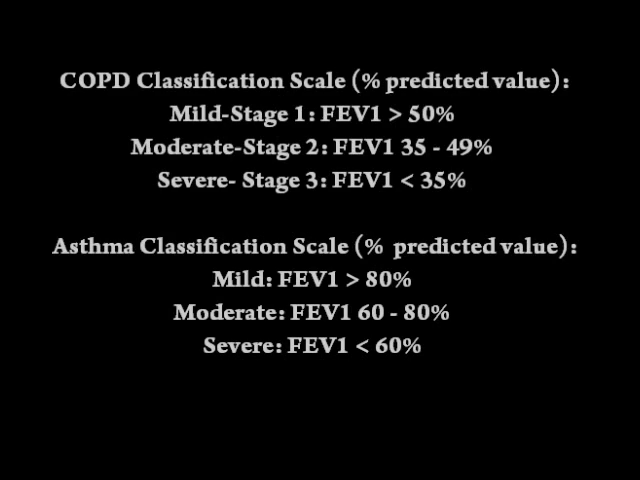 COPD Classification Scale (% predicted value):
Mild-Stage 1: FEV1 > 50%
Moderate-Stage 2: FEV1 35 - 49%
Severe- Stage 3: FEV1 < 35%
Asthma Classification Scale (% predicted value):
Mild: FEV1 > 80%
Moderate: FEV1 60 - 80%
Severe: FEV1 < 60%